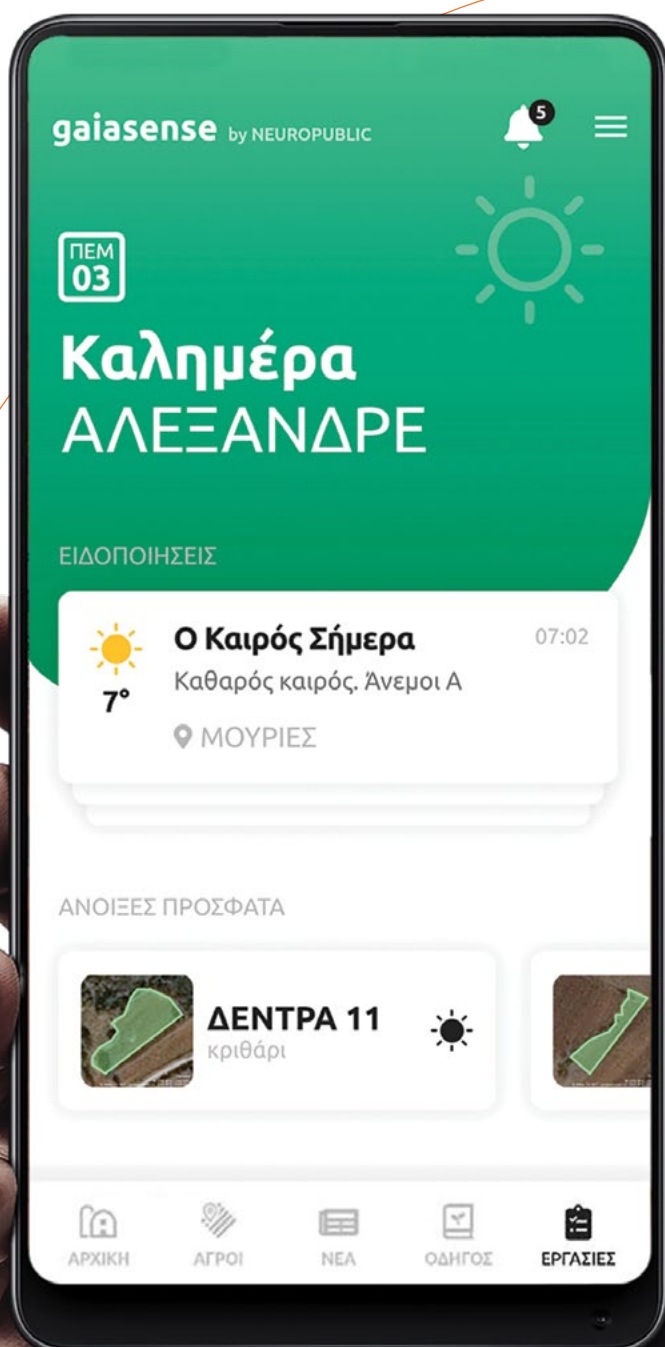 gaiasense by NEUROPUBLIC
5
ΠΕΜ
03
Καλημέρα
ΑΛΕΞΑΝΔΡΕ
ΕΙΔΟΠΟΙΗΣΕΙΣ
Ο Καιρός Σήμερα 07:02
7° Καθαρός καιρός. Άνεμοι Α
ΜΟΥΡΙΕΣ
ΑΝΟΙΞΕΣ ΠΡΟΣΦΑΤΑ
ΔΕΝΤΡΑ 11
κριθάρι
ΑΡΧΙΚΗ ΑΓΡΟΙ ΝΕΑ ΟΔΗΓΟΣ ΕΡΓΑΣΙΕΣ